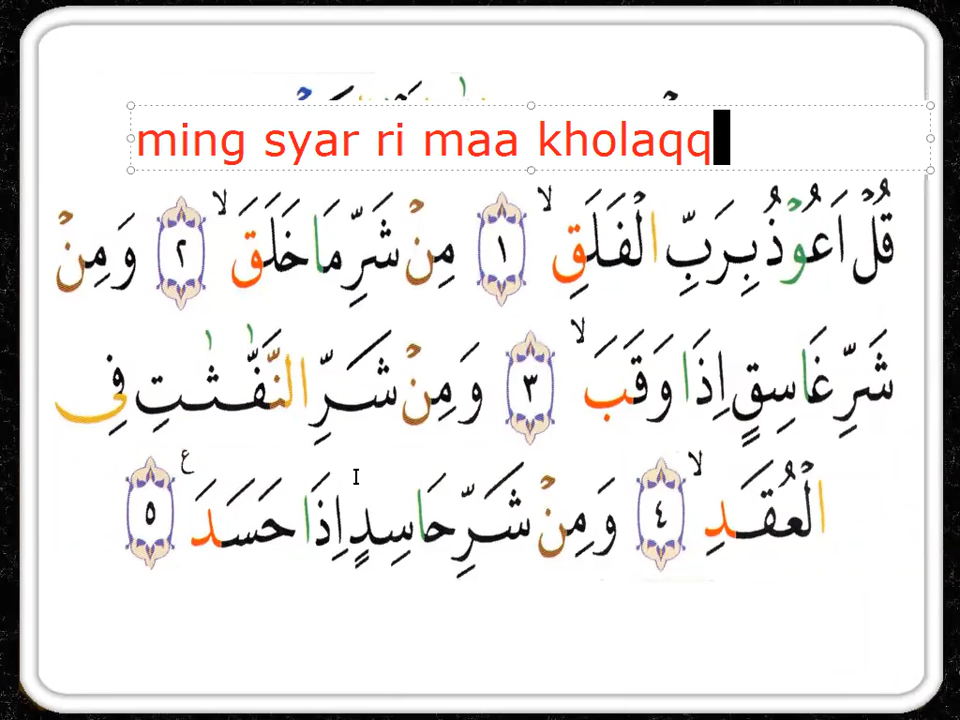 ming syar ri maa kholaqq
قُلْ اَعُوْذُ بِرَبِّ الْفَلَقِۙ ١ مِنْ شَرِّ مَا خَلَقَۙ ٢ وَمِنْ
شَرِّ غَاسِقٍ اِذَا وَقَبَۙ ٣ وَمِنْ شَرِّ النَّفّٰثٰتِ فِى
الْعُقَدِۙ ٤ وَمِنْ شَرِّ حَاسِدٍ اِذَا حَسَدَ ࣖ ٥